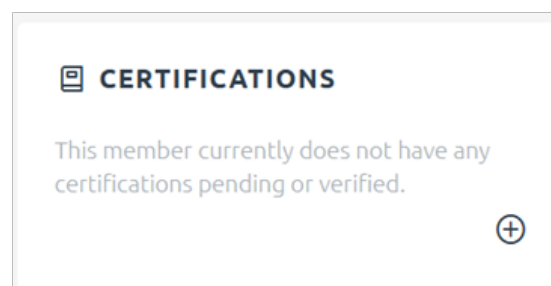 CERTIFICATIONS
This member currently does not have any
certifications pending or verified.